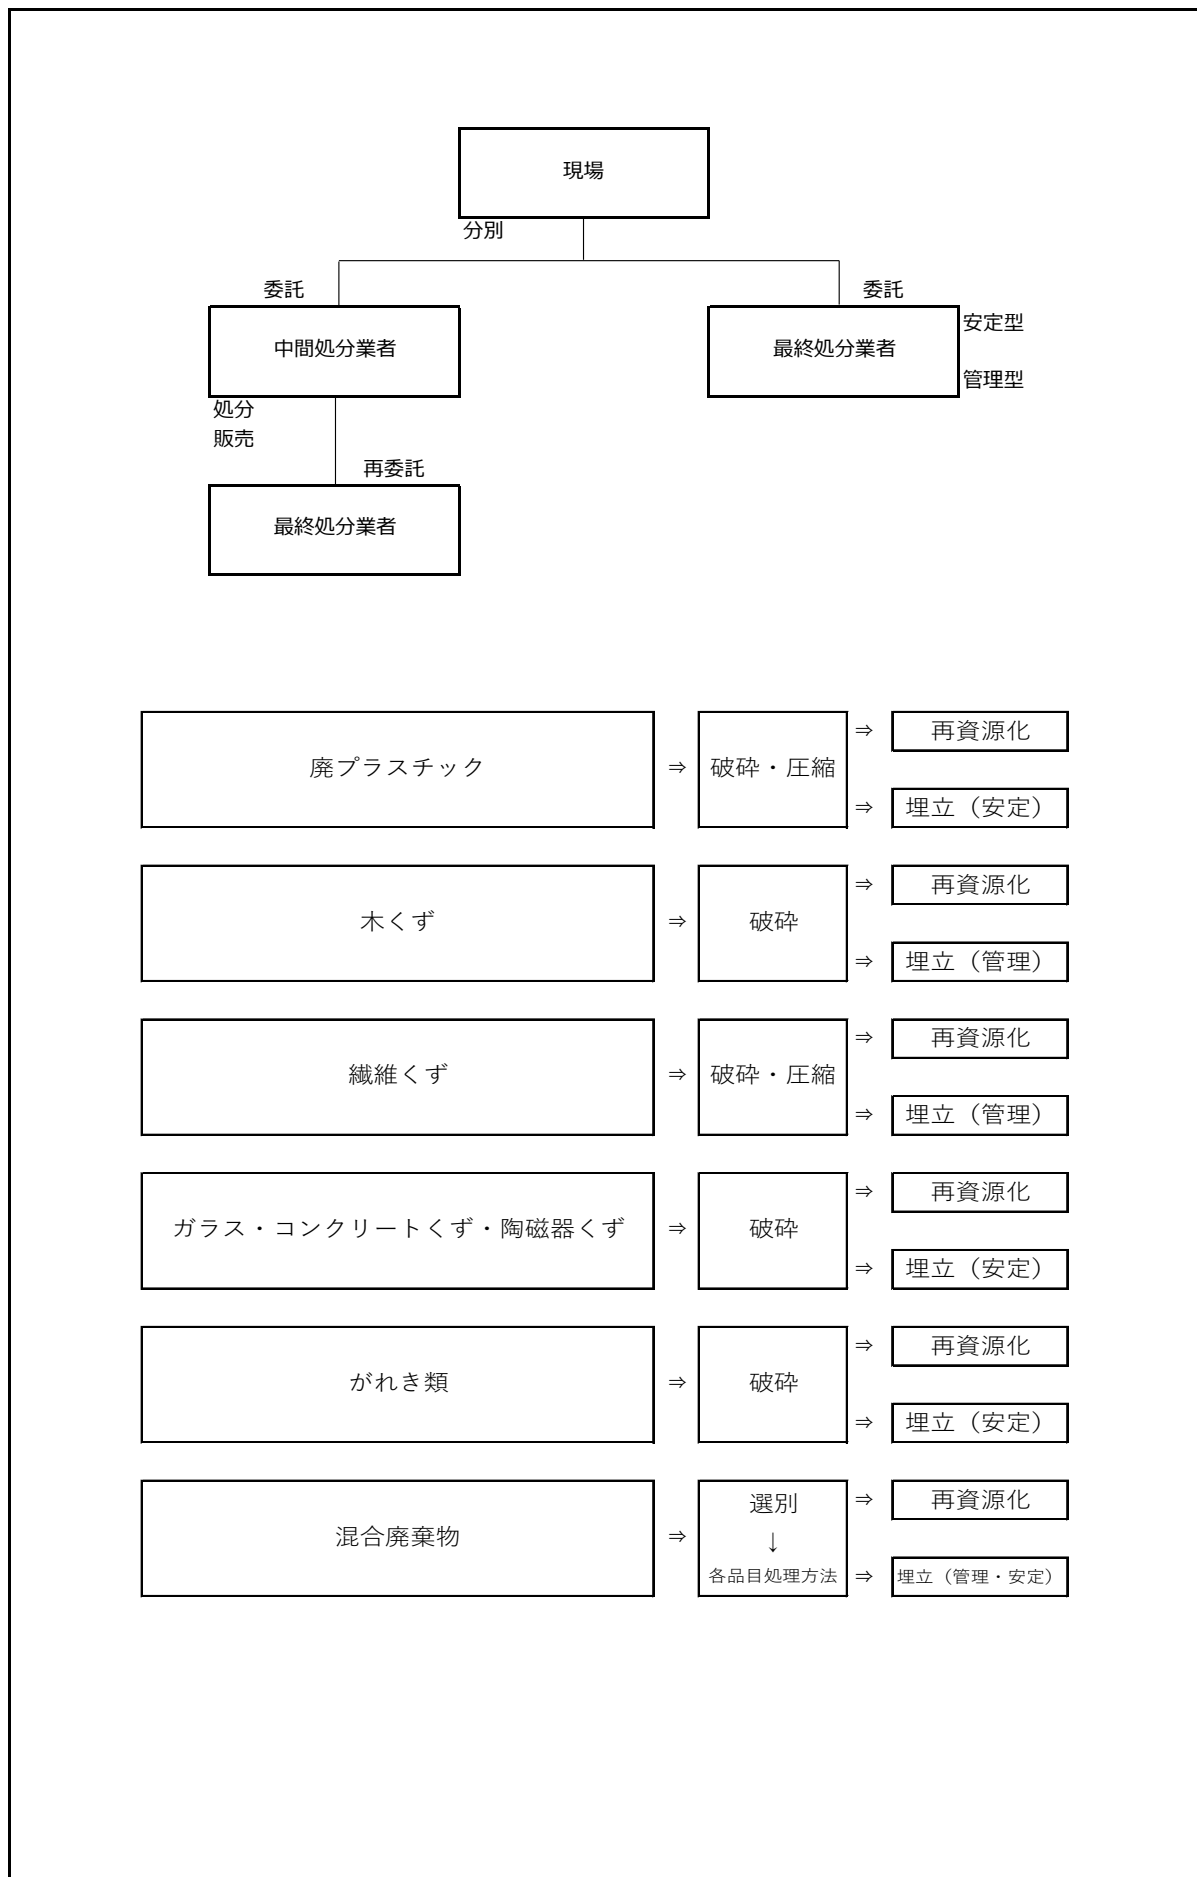 現場
分別
委託
委託
中間処分業者
最終処分業者
安定型
管理型
処分
販売
再委託
最終処分業者
廃プラスチック
⇒
破砕・圧縮
⇒
再資源化
⇒
埋立（安定）
木くず
⇒
破砕
⇒
再資源化
⇒
埋立（管理）
繊維くず
⇒
破砕・圧縮
⇒
再資源化
⇒
埋立（管理）
ガラス・コンクリートくず・陶磁器くず
⇒
破砕
⇒
再資源化
⇒
埋立（安定）
がれき類
⇒
破砕
⇒
再資源化
⇒
埋立（安定）
混合廃棄物
⇒
選別
↓
各品目処理方法
⇒
再資源化
⇒
埋立（管理・安定）